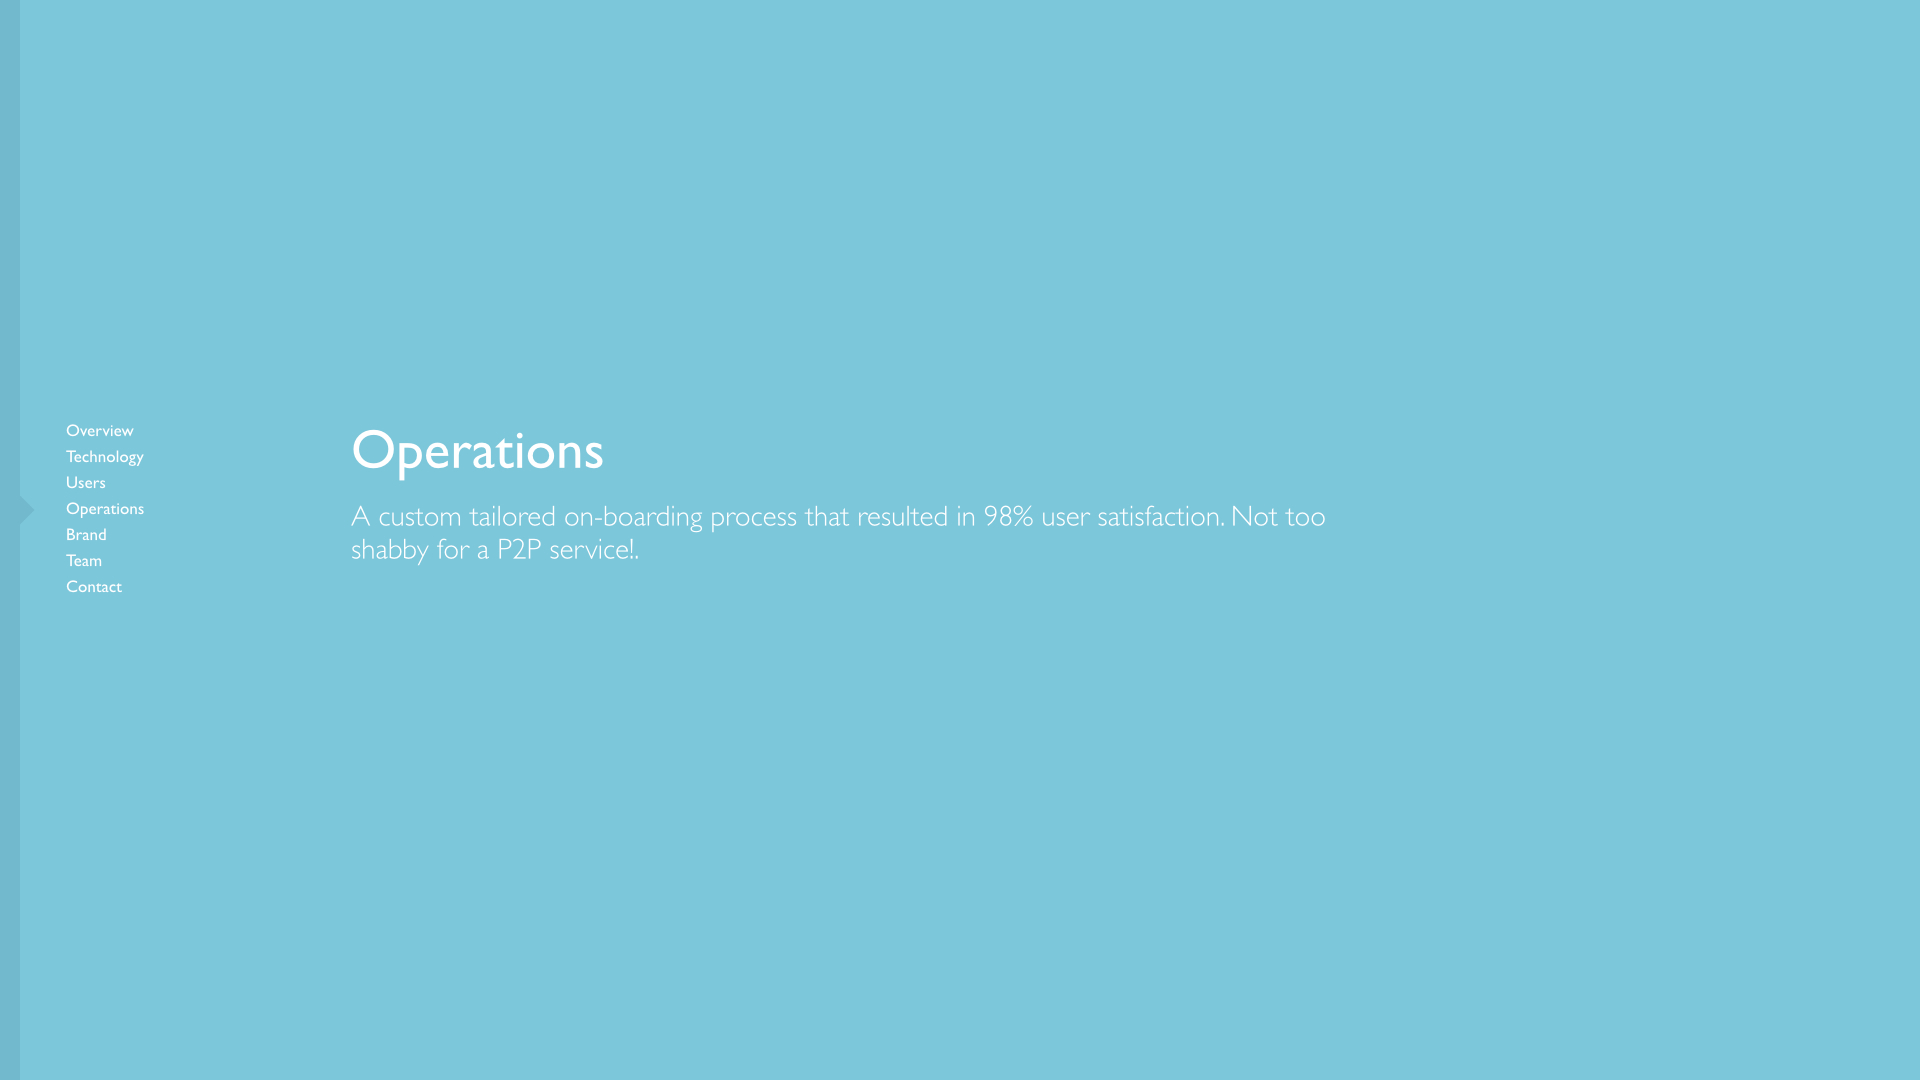 Overview
Technology
Users
Operations
Brand
Team
Contact
Operations
A custom tailored on-boarding process that resulted in 98% user satisfaction. Not too
shabby for a P2P service!.